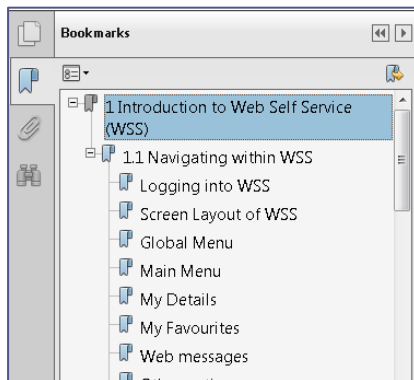 Bookmarks
1 Introduction to Web Self Service
(WSS)
1.1 Navigating within WSS
Logging into WSS
Screen Layout of WSS
Global Menu
Main Menu
My Details
My Favourites
Web messages